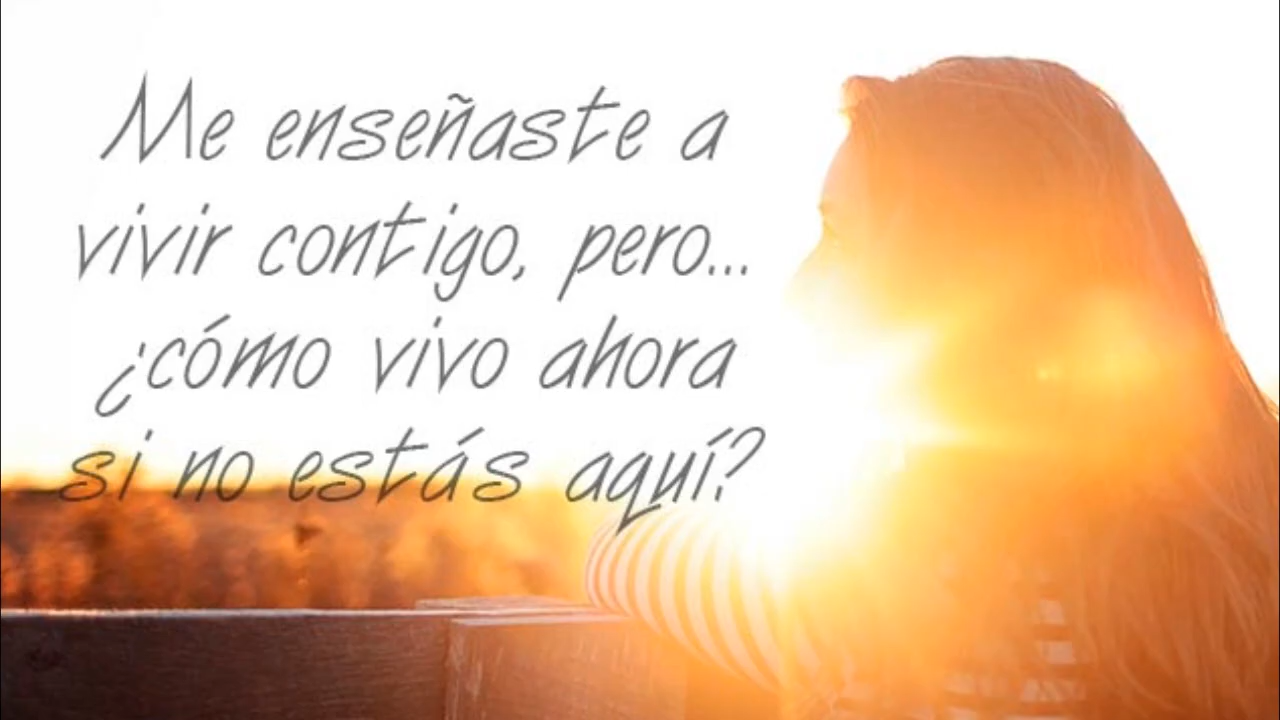 Me enseñaste a
vivir contigo, pero...
¿cómo vivo ahora
si no estás aquí?